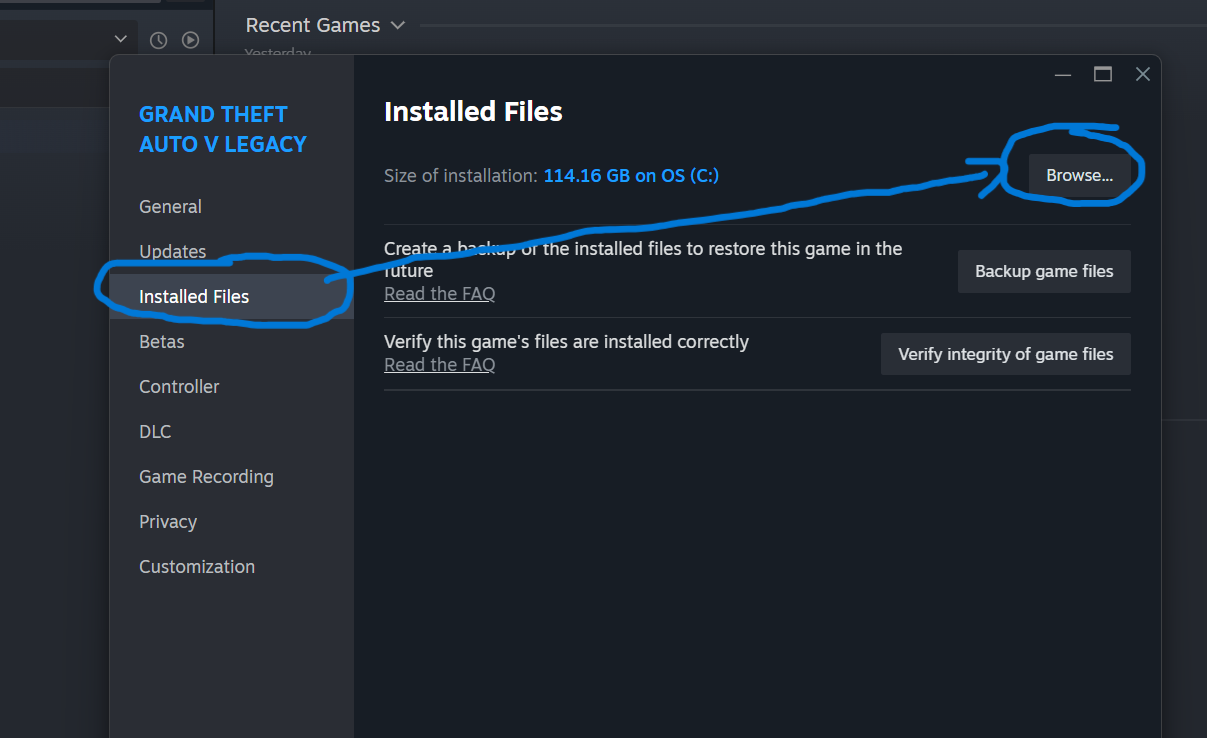 Recent Games
Yesterday
GRAND THEFT
AUTO V LEGACY
General
Updates
Installed Files
Betas
Controller
DLC
Game Recording
Privacy
Customization
Installed Files
Size of installation: 114.16 GB on OS (C:)
Browse...
Create a backup of the installed files to restore this game in the
future
Read the FAQ
Backup game files
Verify this game's files are installed correctly
Read the FAQ
Verify integrity of game files